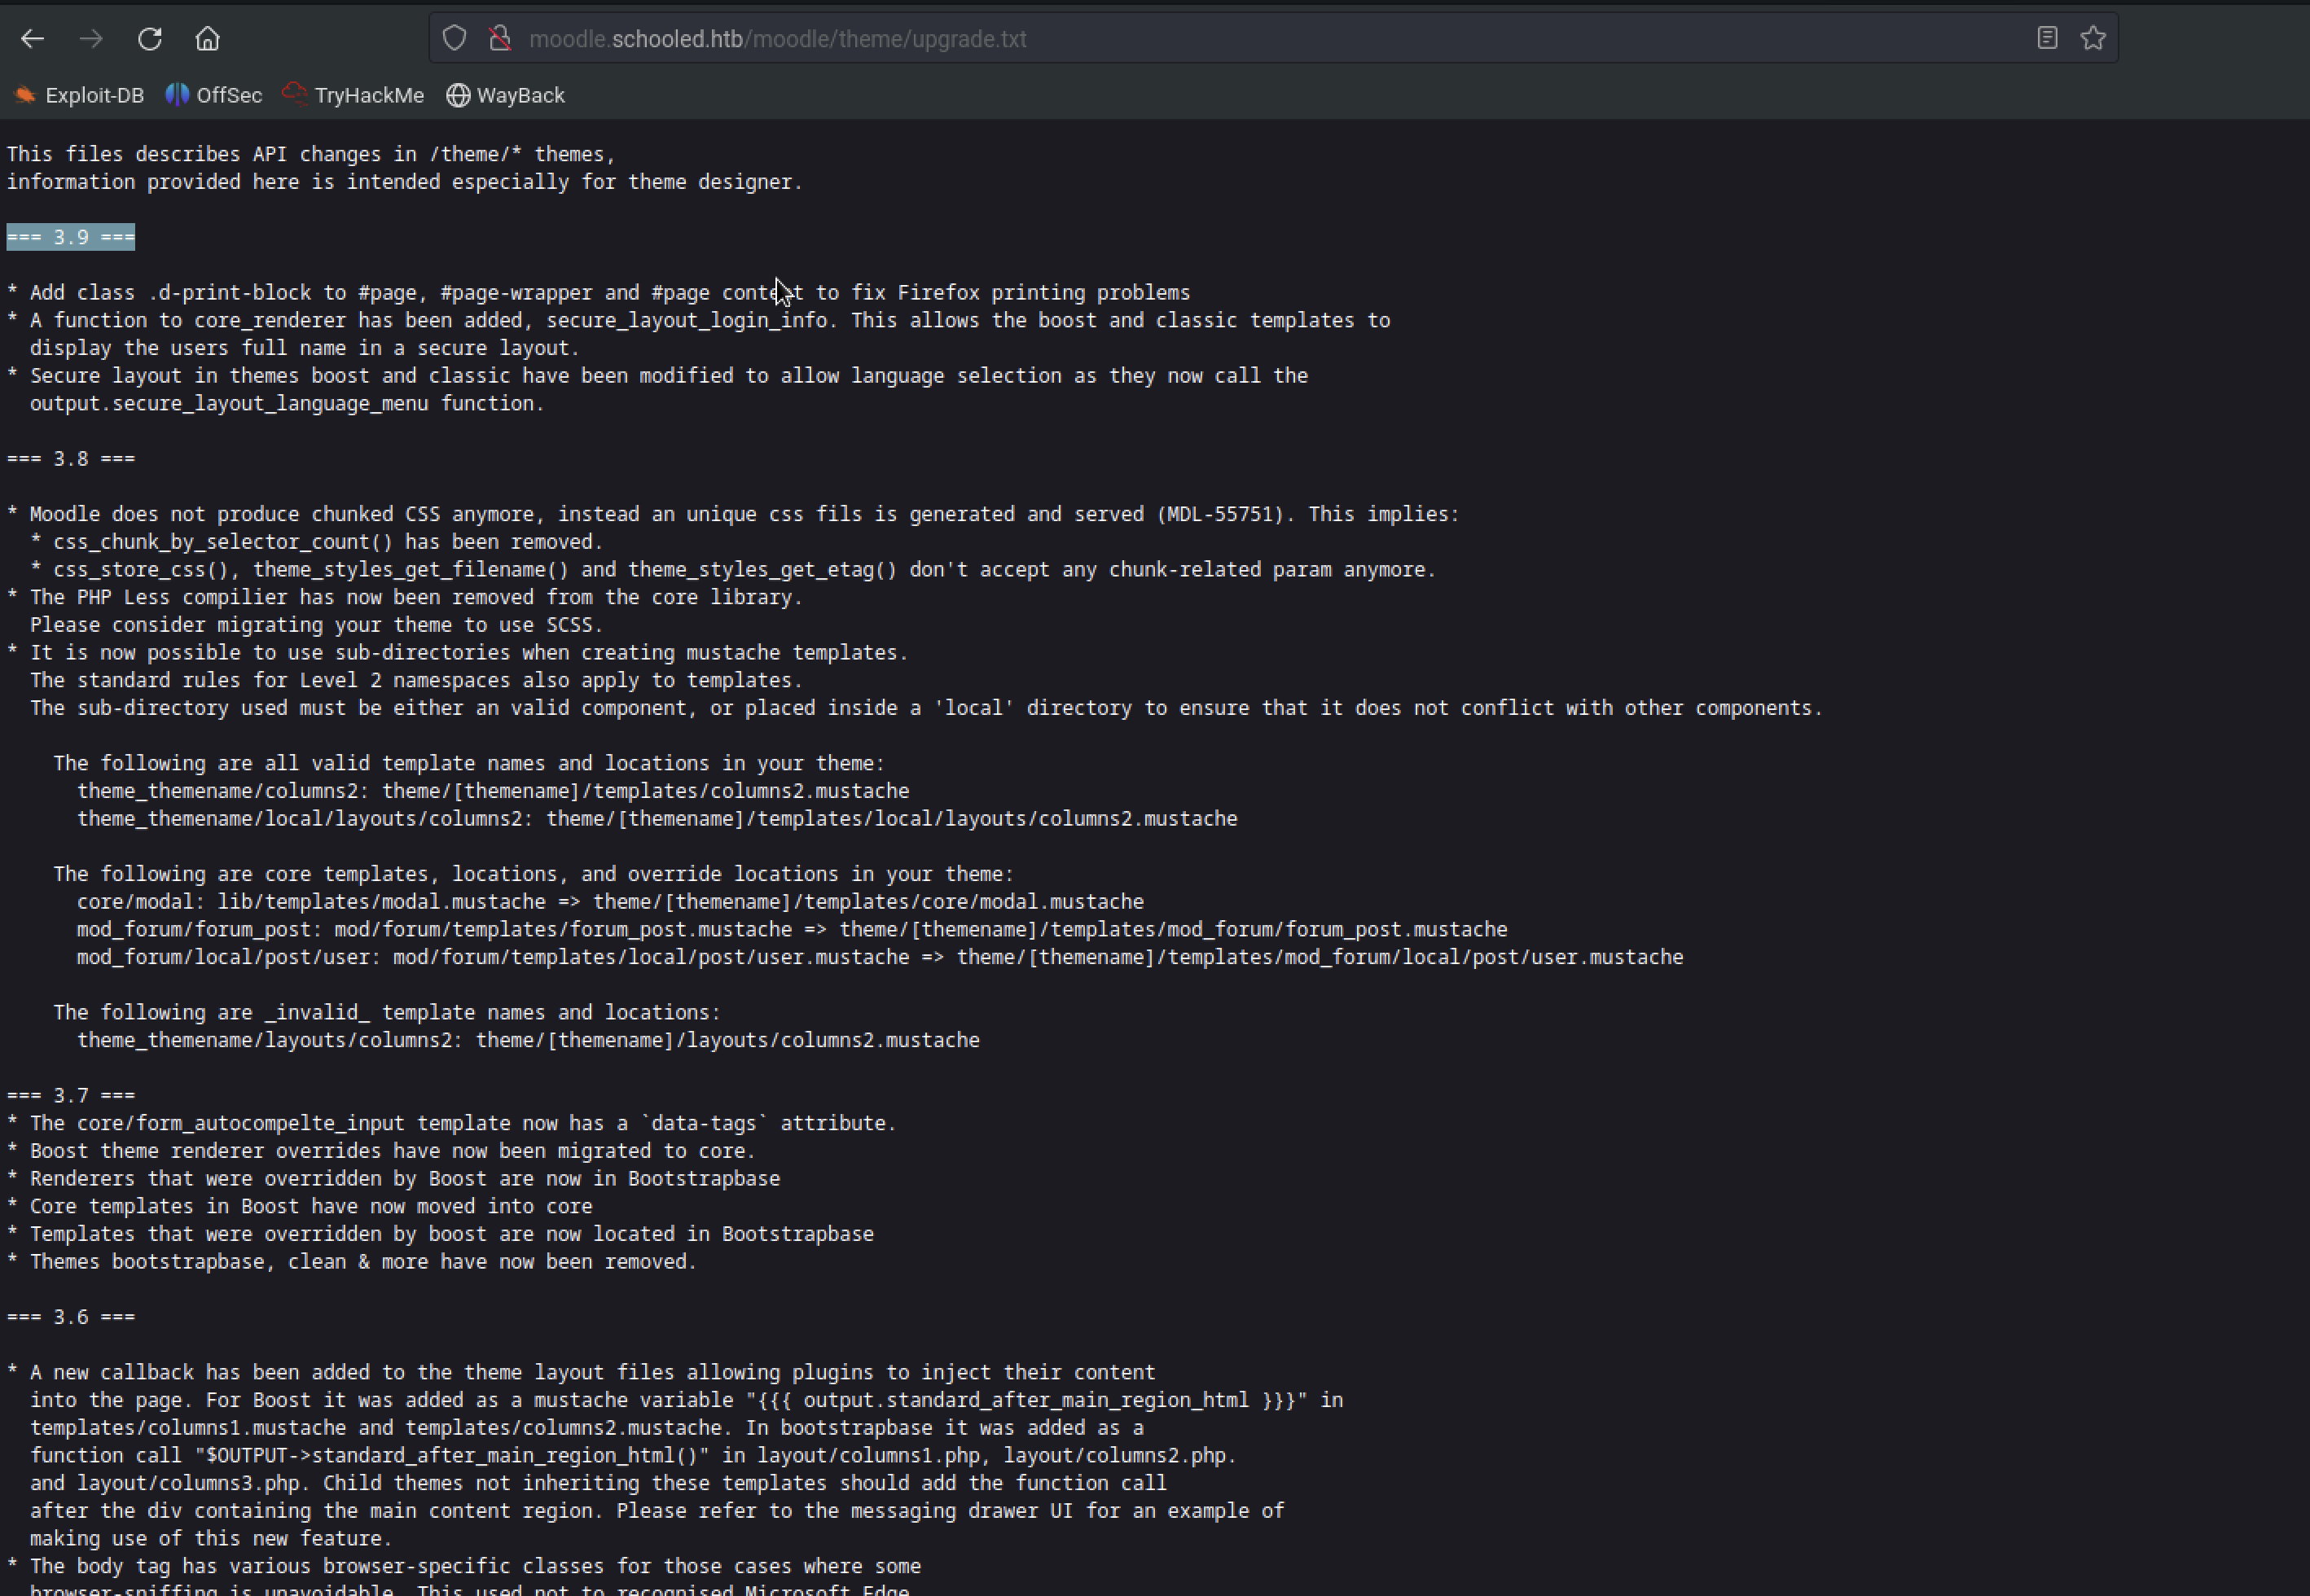 moodle.schooled.htb/moodle/theme/upgrade.txt
Exploit-DB OffSec TryHackMe WayBack
This files describes API changes in /theme/* themes,
information provided here is intended especially for theme designer.
=== 3.9 ===
* Add class .d-print-block to #page, #page-wrapper and #page content to fix Firefox printing problems
* A function to core_renderer has been added, secure_layout_login_info. This allows the boost and classic templates to
display the users full name in a secure layout.
* Secure layout in themes boost and classic have been modified to allow language selection as they now call the
output.secure_layout_language_menu function.
=== 3.8 ===
* Moodle does not produce chunked CSS anymore, instead an unique css fils is generated and served (MDL-55751). This implies:
* css_chunk_by_selector_count() has been removed.
* css_store_css(), theme_styles_get_filename() and theme_styles_get_etag() don't accept any chunk-related param anymore.
* The PHP Less compilier has now been removed from the core library.
Please consider migrating your theme to use SCSS.
* It is now possible to use sub-directories when creating mustache templates.
The standard rules for Level 2 namespaces also apply to templates.
The sub-directory used must be either an valid component, or placed inside a 'local' directory to ensure that it does not conflict with other components.
The following are all valid template names and locations in your theme:
theme_themename/columns2: theme/[themename]/templates/columns2.mustache
theme_themename/local/layouts/columns2: theme/[themename]/templates/local/layouts/columns2.mustache
The following are core templates, locations, and override locations in your theme:
core/modal: lib/templates/modal.mustache => theme/[themename]/templates/core/modal.mustache
mod_forum/forum_post: mod/forum/templates/forum_post.mustache => theme/[themename]/templates/mod_forum/forum_post.mustache
mod_forum/local/post/user: mod/forum/templates/local/post/user.mustache => theme/[themename]/templates/mod_forum/local/post/user.mustache
The following are _invalid_ template names and locations:
theme_themename/layouts/columns2: theme/[themename]/layouts/columns2.mustache
=== 3.7 ===
* The core/form_autocompelte_input template now has a `data-tags` attribute.
* Boost theme renderer overrides have now been migrated to core.
* Renderers that were overridden by Boost are now in Bootstrapbase
* Core templates in Boost have now moved into core
* Templates that were overridden by boost are now located in Bootstrapbase
* Themes bootstrapbase, clean & more have now been removed.
=== 3.6 ===
* A new callback has been added to the theme layout files allowing plugins to inject their content
into the page. For Boost it was added as a mustache variable "{{{ output.standard_after_main_region_html }}}" in
templates/columns1.mustache and templates/columns2.mustache. In bootstrapbase it was added as a
function call "$OUTPUT->standard_after_main_region_html()" in layout/columns1.php, layout/columns2.php.
and layout/columns3.php. Child themes not inheriting these templates should add the function call
after the div containing the main content region. Please refer to the messaging drawer UI for an example of
making use of this new feature.
* The body tag has various browser-specific classes for those cases where some
browser-sniffing is unavoidable. This used not to recognised Microsoft Edge